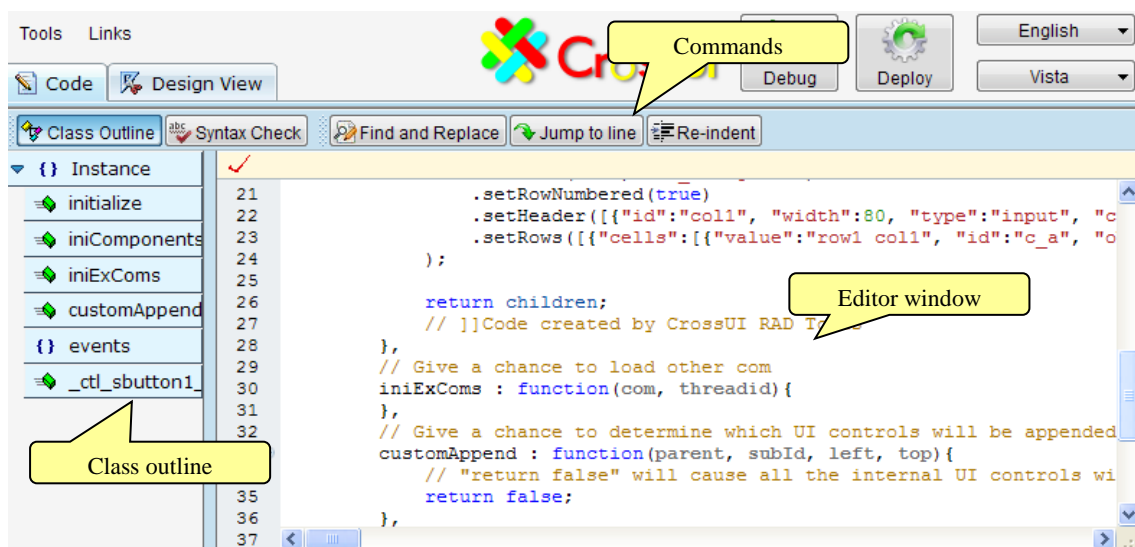 Tools Links
Commands
English
Debug
Deploy
Vista
Code
Design View
Class Outline
Syntax Check
Find and Replace
Jump to line
Re-indent
{} Instance
initialize
iniComponents
iniExComs
customAppend
{} events
_ctl_sbutton1_
21 .setRowNumbered(true)
22 .setHeader([{"id":"col1", "width":80, "type":"input", "c
23 .setRows([{"cells":[{"value":"row1 col1", "id":"c_a", "o
24 );
25
26 return children;
27 // ]]Code created by CrossUI RAD
28 },
29 // Give a chance to load other com
30 iniExComs : function(com, threadid){
31 },
32 // Give a chance to determine which UI controls will be appended
customAppend : function(parent, subId, left, top){
// "return false" will cause all the internal UI controls wi
35 return false;
36 },
37
Editor window
Class outline